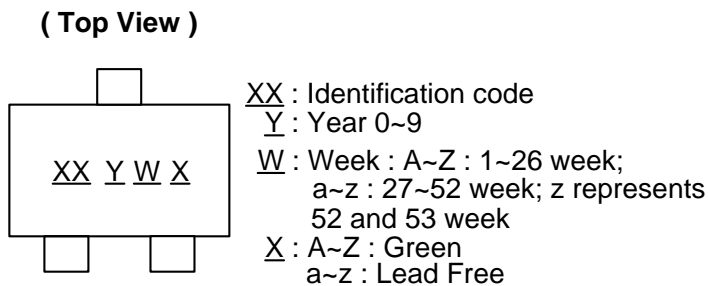 ( Top View )
XX Y W X
XX : Identification code
Y : Year 0~9
W : Week : A~Z : 1~26 week;
a~z : 27~52 week; z represents
52 and 53 week
X : A~Z : Green
a~z : Lead Free